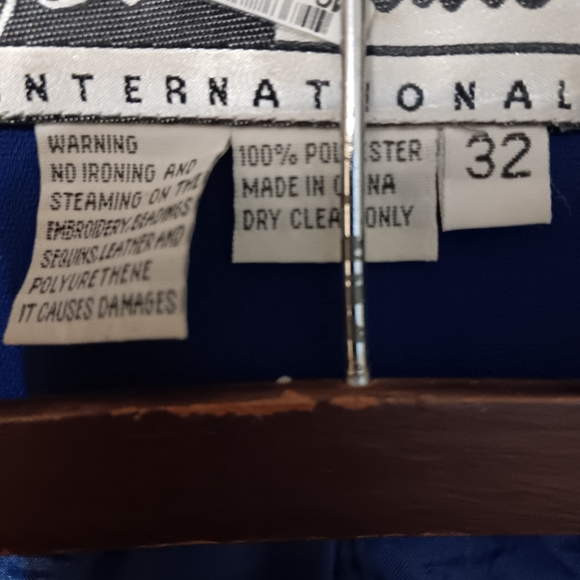 INTERNATIONAL
WARNING
NO IRONING AND
STEAMING ON THE
EMBROIDERY, BEADINGS
SEQUINS, LEATHER AND
POLYURETHENE
IT CAUSES DAMAGES
100% POLYESTER
MADE IN CHINA
DRY CLEAN ONLY
32